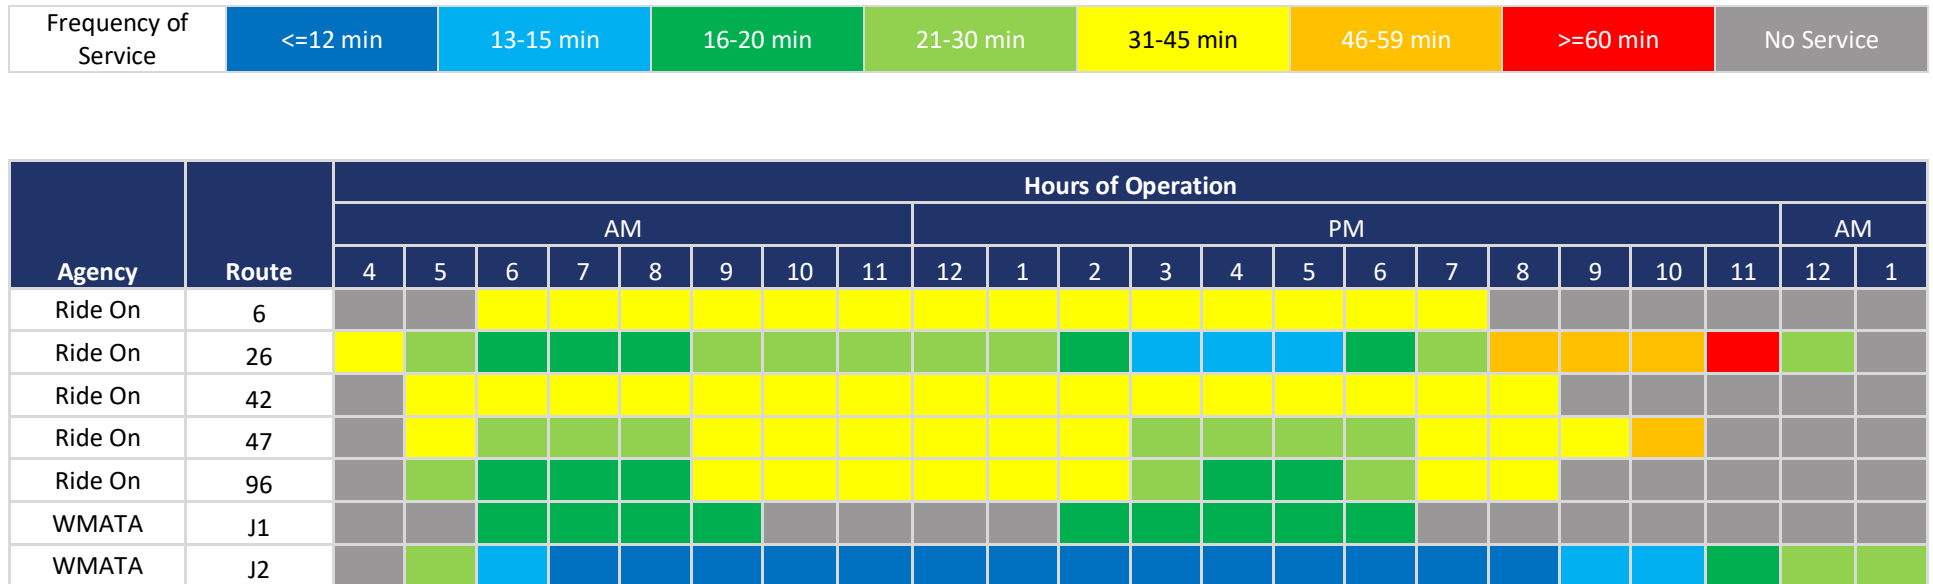 Frequency of
Service
<=12 min
13-15 min
16-20 min
21-30 min
31-45 min
46-59 min
>=60 min
No Service
Hours of Operation
AM PM AM
Agency Route 4 5 6 7 8 9 10 11 12 1 2 3 4 5 6 7 8 9 10 11 12 1
Ride On 6
Ride On 26
Ride On 42
Ride On 47
Ride On 96
WMATA J1
WMATA J2